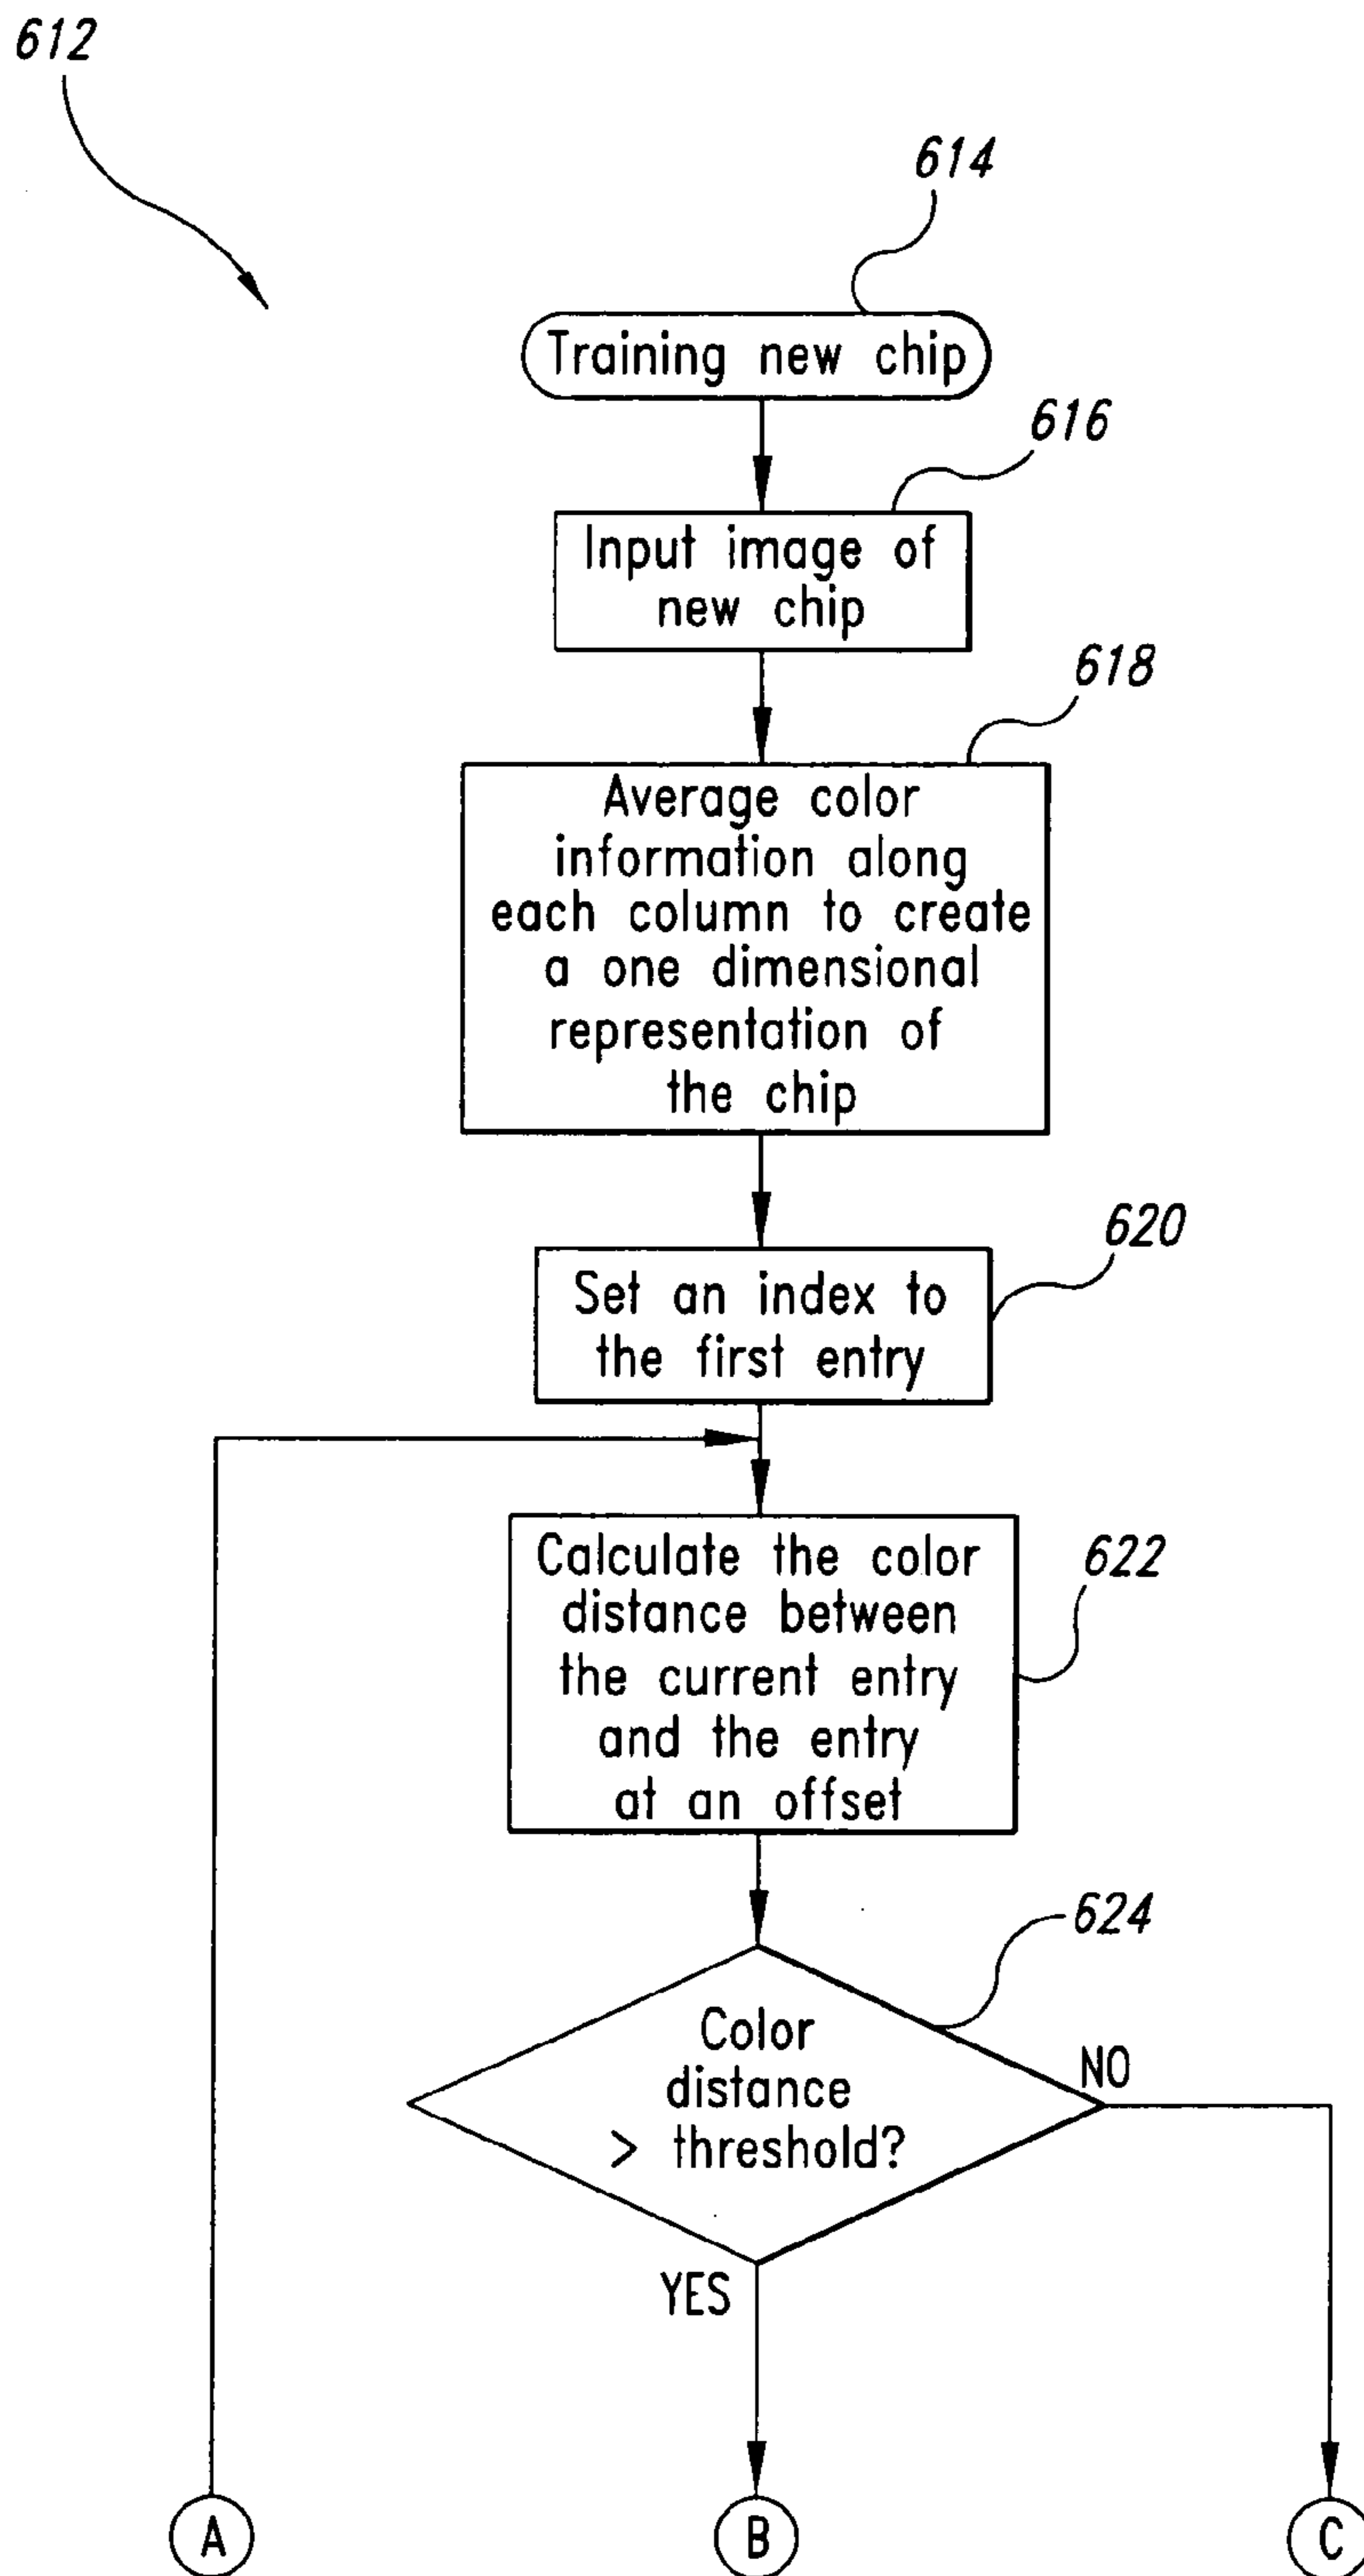 612
614
Training new chip
616
Input image of
new chip
618
Average color
information along
each column to create
a one dimensional
representation of
the chip
620
Set an index to
the first entry
Calculate the color
distance between
the current entry
and the entry
at an offset
622
624
Color
distance
> threshold?
NO
YES
A
B
C